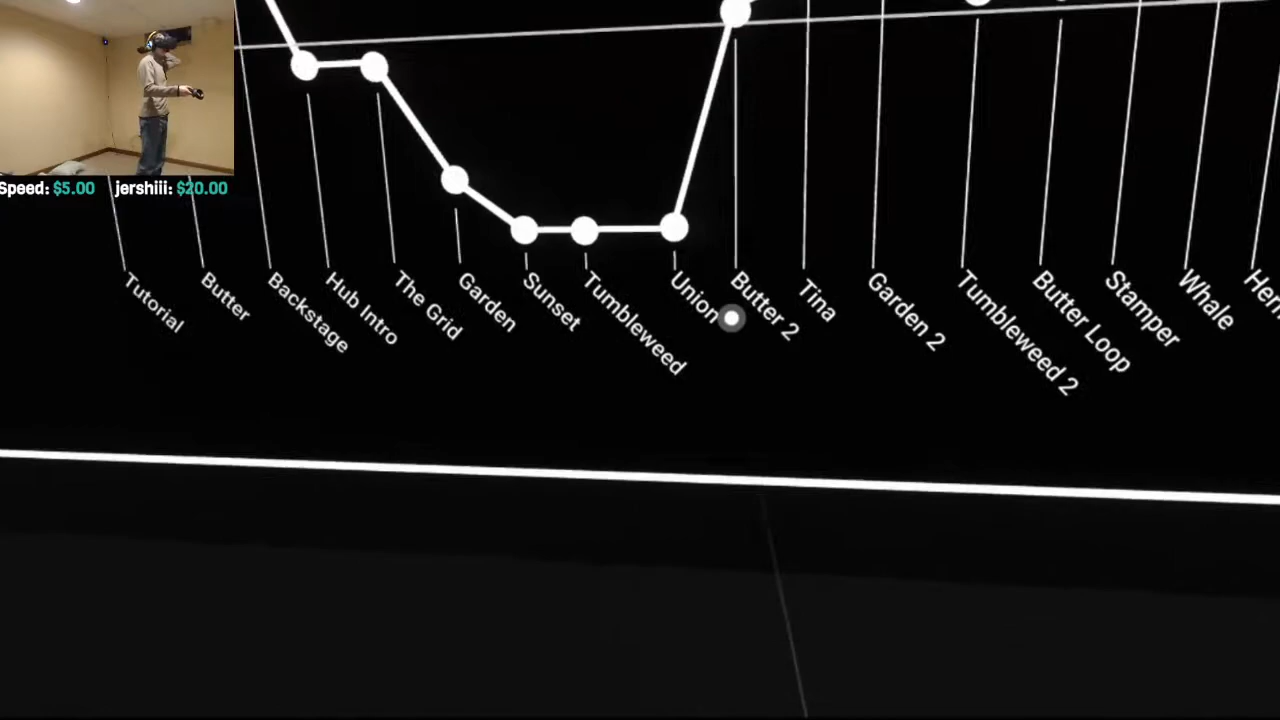 Speed: $5.00 jershiii: $20.00
Tutorial
Butter
Backstage
Hub Intro
The Grid
Garden
Sunset
Tumbleweed
Union
Butter 2
Tina
Garden 2
Tumbleweed 2
Butter Loop
Stamper
Whale